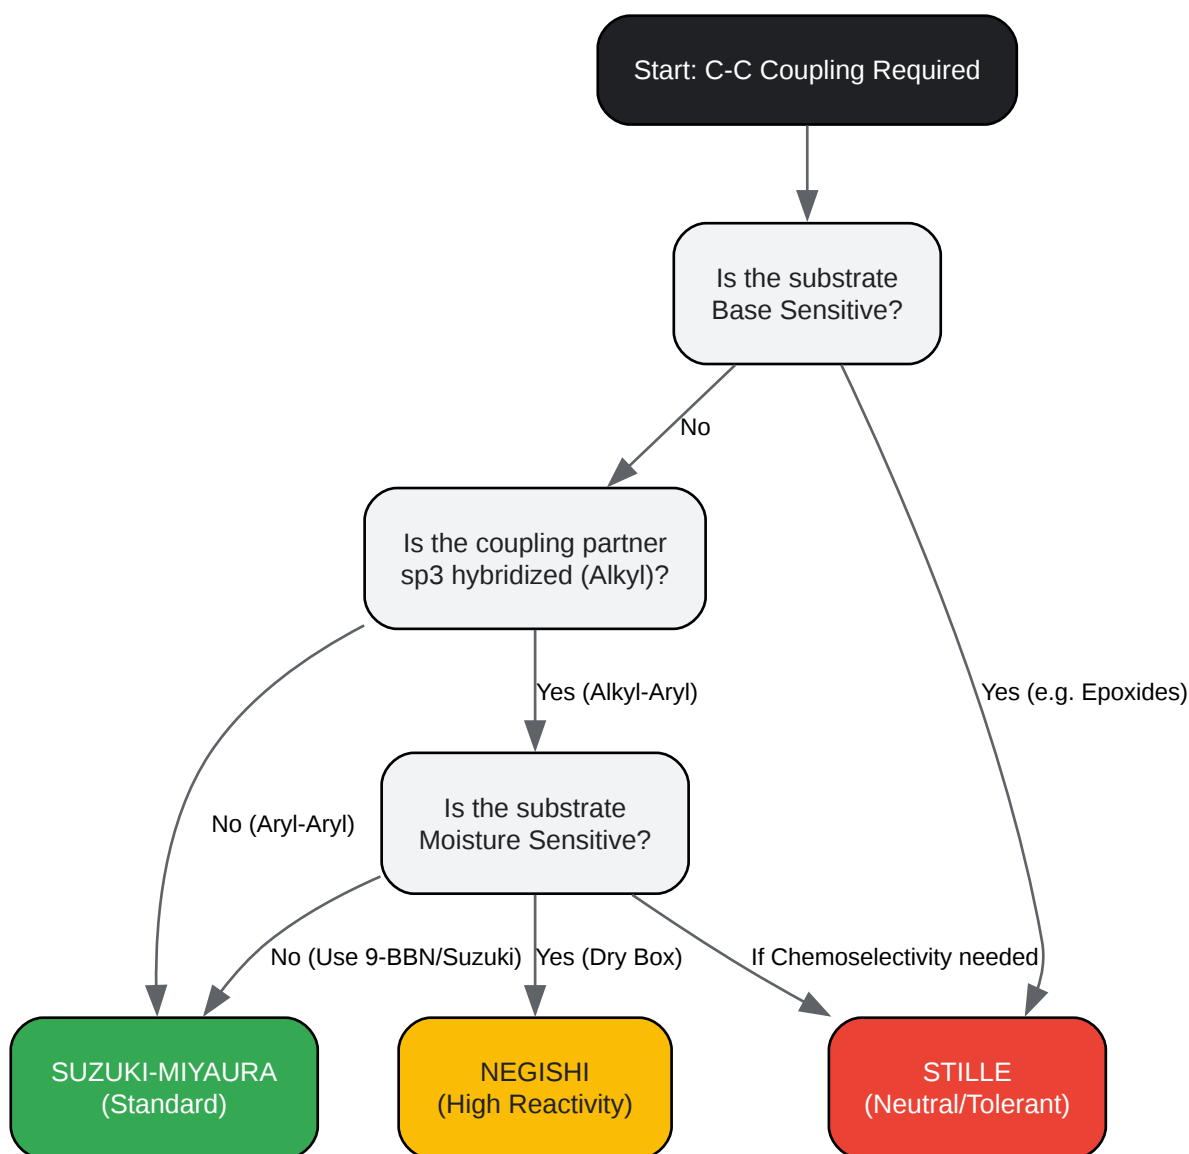 Start: C-C Coupling Required
Is the substrate
Base Sensitive?
No
Is the coupling partner
sp3 hybridized (Alkyl)?
Yes (Alkyl-Aryl)
Yes (e.g. Epoxides)
Is the substrate
Moisture Sensitive?
No (Aryl-Aryl)
No (Use 9-BBN/Suzuki)
Yes (Dry Box)
If Chemoselectivity needed
SUZUKI-MIYAURA
(Standard)
NEGISHI
(High Reactivity)
STILLE
(Neutral/Tolerant)